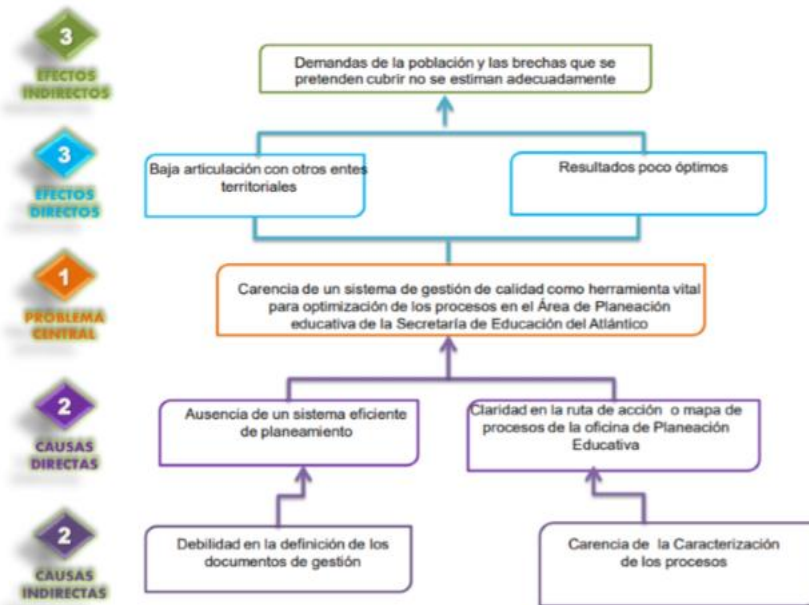 3
EFECTOS
INDIRECTOS
Demandas de la población y las brechas que se
pretenden cubrir no se estiman adecuadamente
3
EFECTOS
DIRECTOS
Baja articulación con otros entes
territoriales
Resultados poco óptimos
1
PROBLEMA
CENTRAL
Carencia de un sistema de gestión de calidad como herramienta vital
para optimización de los procesos en el Área de Planeación
educativa de la Secretaría de Educación del Atlántico
2
CAUSAS
DIRECTAS
Ausencia de un sistema eficiente
de planeamiento
Claridad en la ruta de acción o mapa de
procesos de la oficina de Planeación
Educativa
2
CAUSAS
INDIRECTAS
Debilidad en la definición de los
documentos de gestión
Carencia de la Caracterización
de los procesos